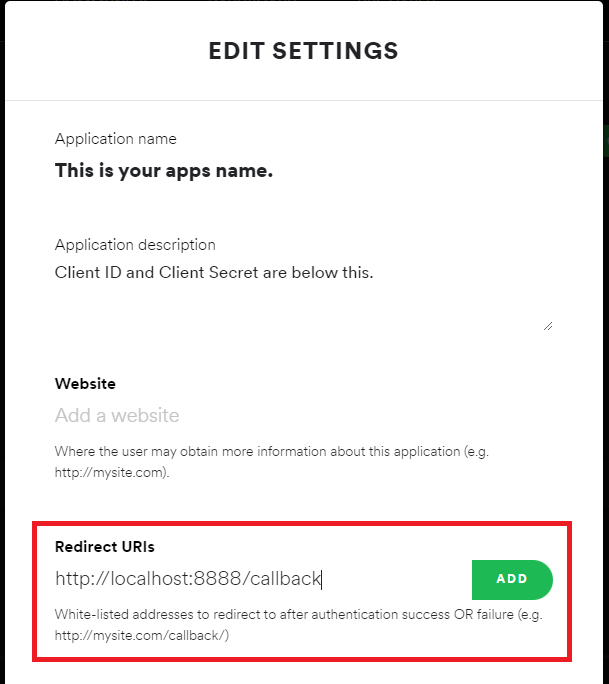 EDIT SETTINGS
Application name
This is your apps name.
Application description
Client ID and Client Secret are below this.
Website
Add a website
Where the user may obtain more information about this application (e.g.
http://mysite.com).
Redirect URIs
http://localhost:8888/callback
ADD
White-listed addresses to redirect to after authentication success OR failure (e.g.
http://mysite.com/callback/)